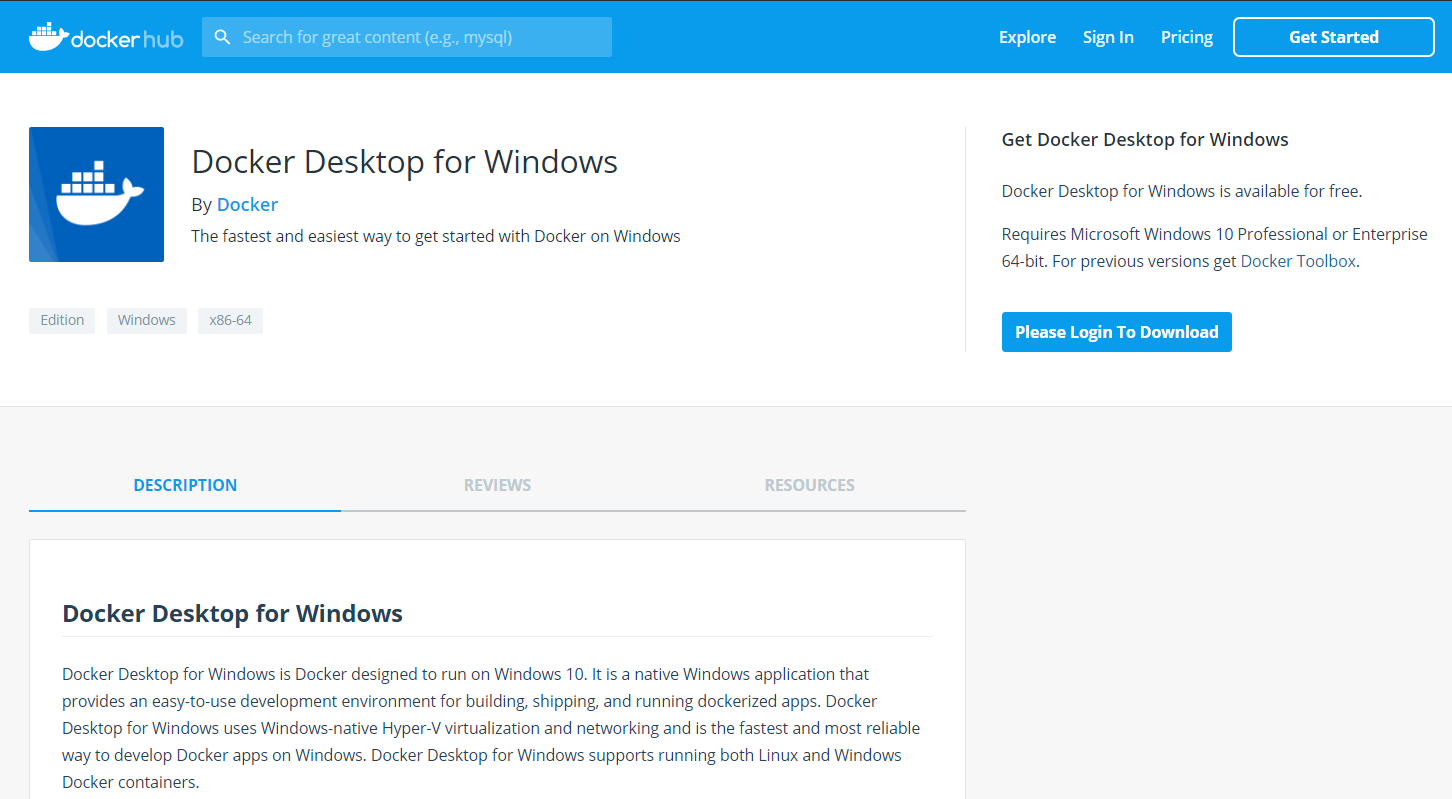 docker hub
Search for great content (e.g., mysql)
Explore
Sign In
Pricing
Get Started
Docker Desktop for Windows
By Docker
The fastest and easiest way to get started with Docker on Windows
Edition
Windows
x86-64
Get Docker Desktop for Windows
Docker Desktop for Windows is available for free.
Requires Microsoft Windows 10 Professional or Enterprise
64-bit. For previous versions get Docker Toolbox.
Please Login To Download
DESCRIPTION
REVIEWS
RESOURCES
Docker Desktop for Windows
Docker Desktop for Windows is Docker designed to run on Windows 10. It is a native Windows application that
provides an easy-to-use development environment for building, shipping, and running dockerized apps. Docker
Desktop for Windows uses Windows-native Hyper-V virtualization and networking and is the fastest and most reliable
way to develop Docker apps on Windows. Docker Desktop for Windows supports running both Linux and Windows
Docker containers.